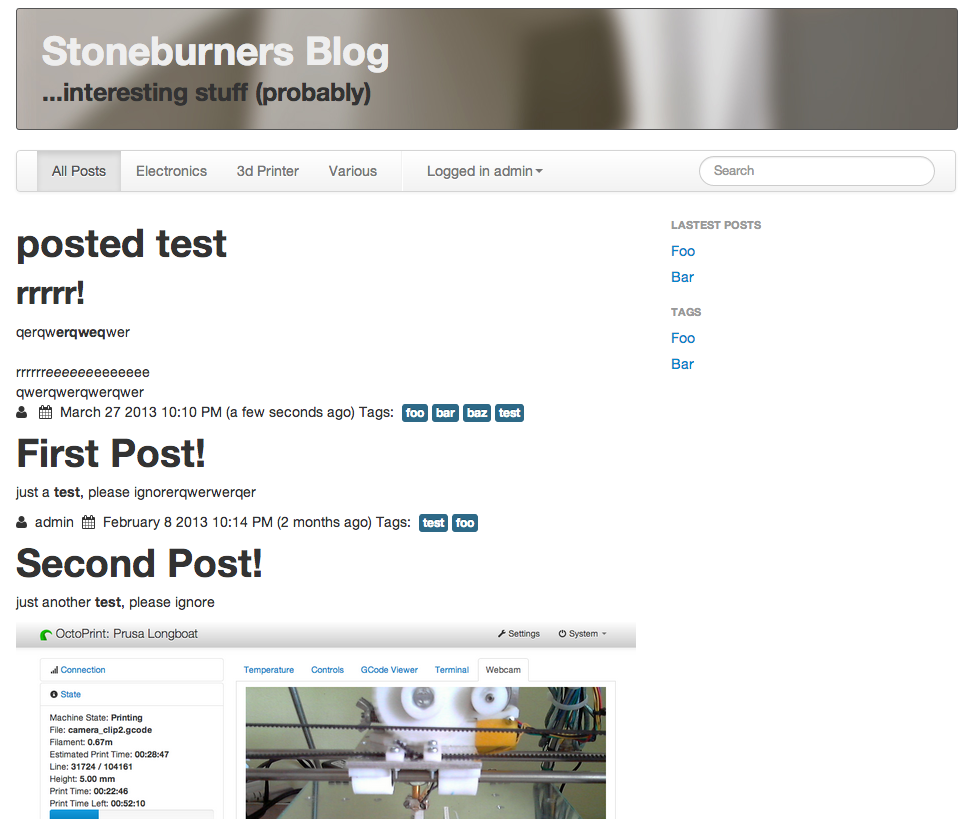 Stoneburners Blog
...interesting stuff (probably)
All Posts Electronics 3d Printer Various Logged in admin Search
posted test
rrrrr!
qerqwerqweqwer
rrrrrreeeeeeeeeeeee
qwerqwerqwerqwer
March 27 2013 10:10 PM (a few seconds ago) Tags: foo bar baz test
First Post!
just a test, please ignorerqwerwerqer
admin February 8 2013 10:14 PM (2 months ago) Tags: test foo
Second Post!
just another test, please ignore
OctoPrint: Prusa Longboat Settings System
Connection
State
Machine State: Printing
File: camera_clip2.gcode
Filament: 0.67m
Estimated Print Time: 00:28:47
Line: 31724 / 104161
Height: 5.00 mm
Print Time: 00:22:46
Print Time Left: 00:52:10
Temperature Controls GCode Viewer Terminal Webcam
LASTEST POSTS
Foo
Bar
TAGS
Foo
Bar